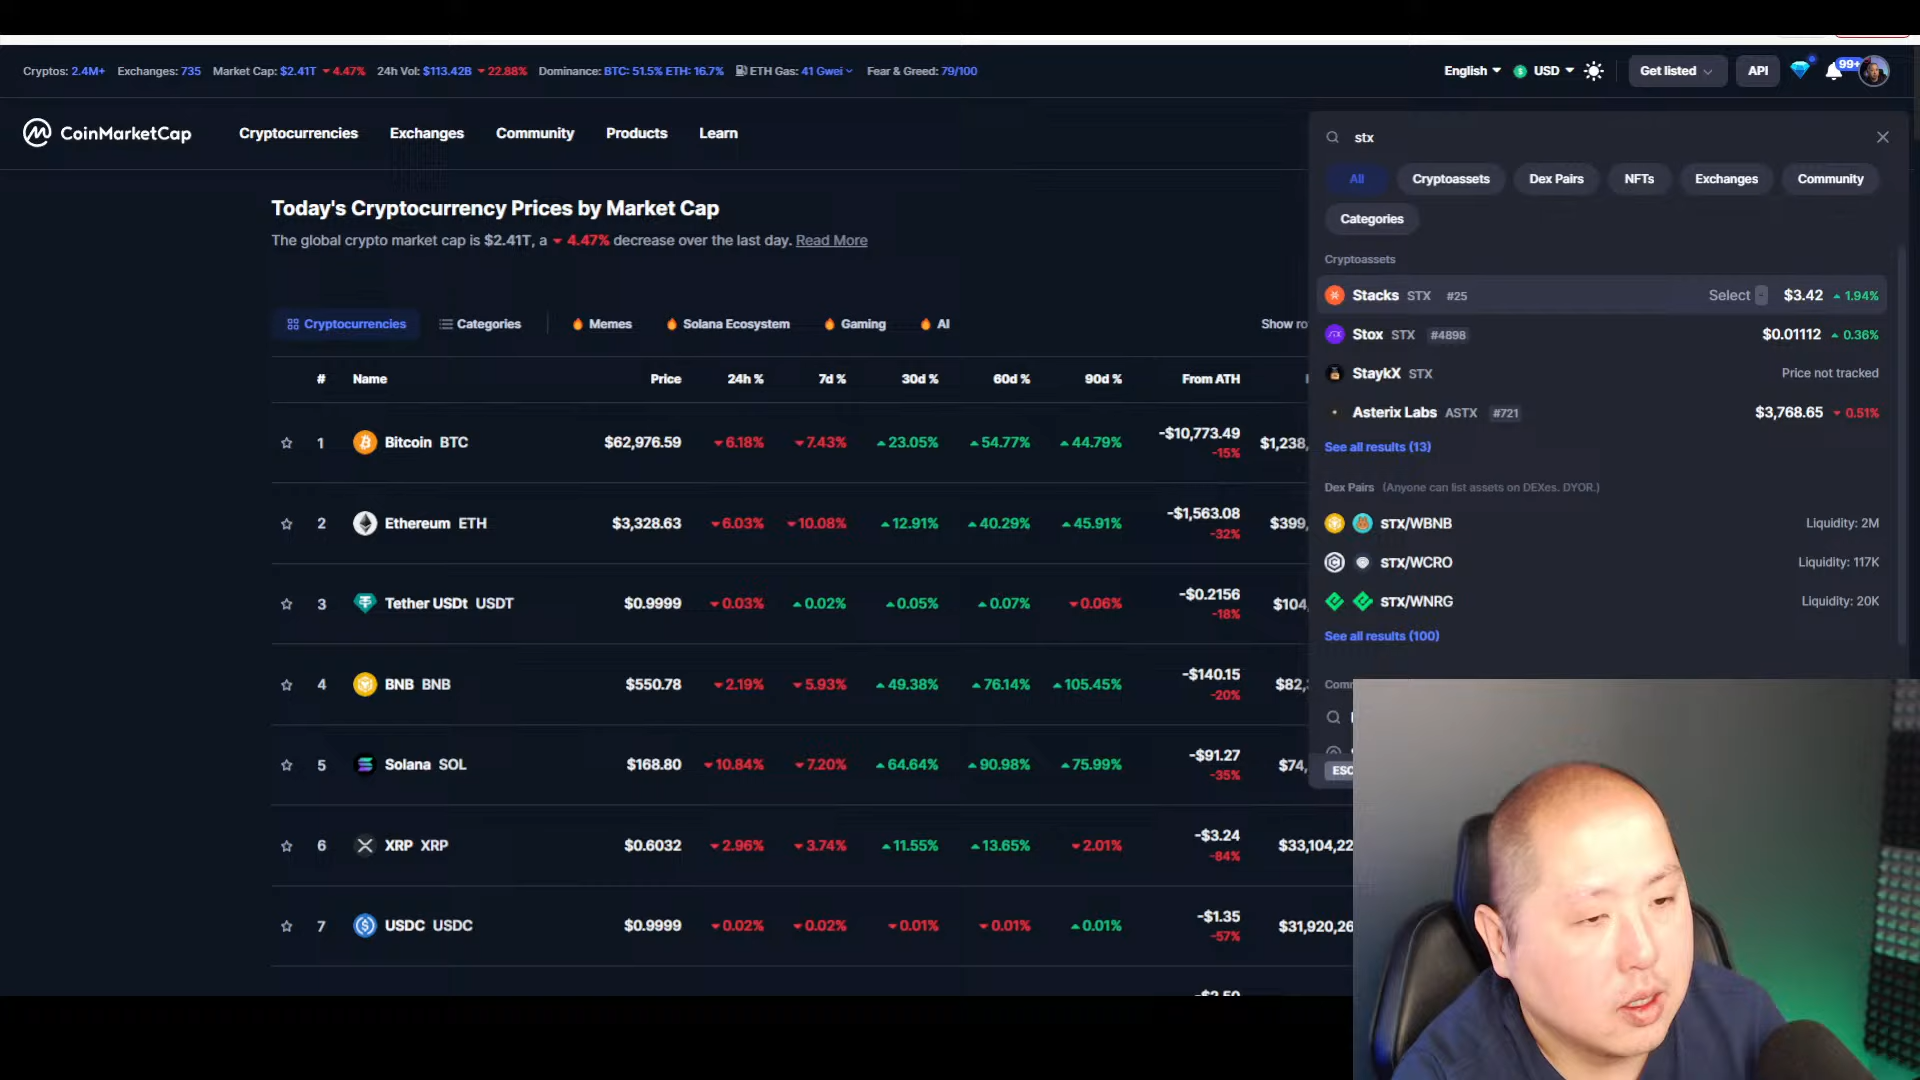 Cryptos: 2.4M+ Exchanges: 735 Market Cap: $2.41T 4.47% 24h Vol: $113.42B 22.88% Dominance: BTC: 51.5% ETH: 16.7% ETH Gas: 41 Gwei Fear & Greed: 79/100
English USD Get listed API 99+
CoinMarketCap Cryptocurrencies Exchanges Community Products Learn
Today's Cryptocurrency Prices by Market Cap
The global crypto market cap is $2.41T, a 4.47% decrease over the last day. Read More
Cryptocurrencies Categories Memes Solana Ecosystem Gaming AI Show
# Name Price 24h % 7d % 30d % 60d % 90d % From ATH
1 Bitcoin BTC $62,976.59 6.18% 7.43% 23.05% 54.77% 44.79% -$10,773.49 $1,238,
-15%
2 Ethereum ETH $3,328.63 6.03% 10.08% 12.91% 40.29% 45.91% -$1,563.08 $399,
-32%
3 Tether USDt USDT $0.9999 0.03% 0.02% 0.05% 0.07% 0.06% -$0.2156 $104,
-18%
4 BNB BNB $550.78 2.19% 5.93% 49.38% 76.14% 105.45% -$140.15 $82,
-20%
5 Solana SOL $168.80 10.84% 7.20% 64.64% 90.98% 75.99% -$91.27 $74,
-35%
6 XRP XRP $0.6032 2.96% 3.74% 11.55% 13.65% 2.01% -$3.24 $33,104,22
-84%
7 USDC USDC $0.9999 0.02% 0.02% 0.01% 0.01% 0.01% -$1.35 $31,920,26
-57%
stx
All Cryptoassets Dex Pairs NFTs Exchanges Community
Categories
Cryptoassets
Stacks STX #25 Select $3.42 1.94%
Stox STX #4898 $0.01112 0.36%
StaykX STX Price not tracked
Asterix Labs ASTX #721 $3,768.65 0.51%
See all results (13)
Dex Pairs (Anyone can list assets on DEXes. DYOR.)
STX/WBNB Liquidity: 2M
STX/WCRO Liquidity: 117K
STX/WNRG Liquidity: 20K
See all results (100)
ESC